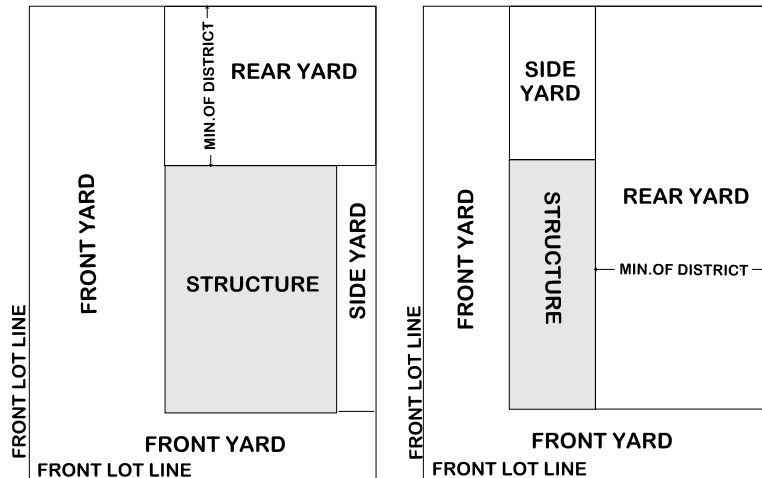 REAR YARD
MIN.OF DISTRICT
FRONT YARD
STRUCTURE
SIDE YARD
FRONT LOT LINE
FRONT YARD
FRONT LOT LINE
SIDE
YARD
FRONT YARD
STRUCTURE
REAR YARD
MIN.OF DISTRICT
FRONT LOT LINE
FRONT YARD
FRONT LOT LINE